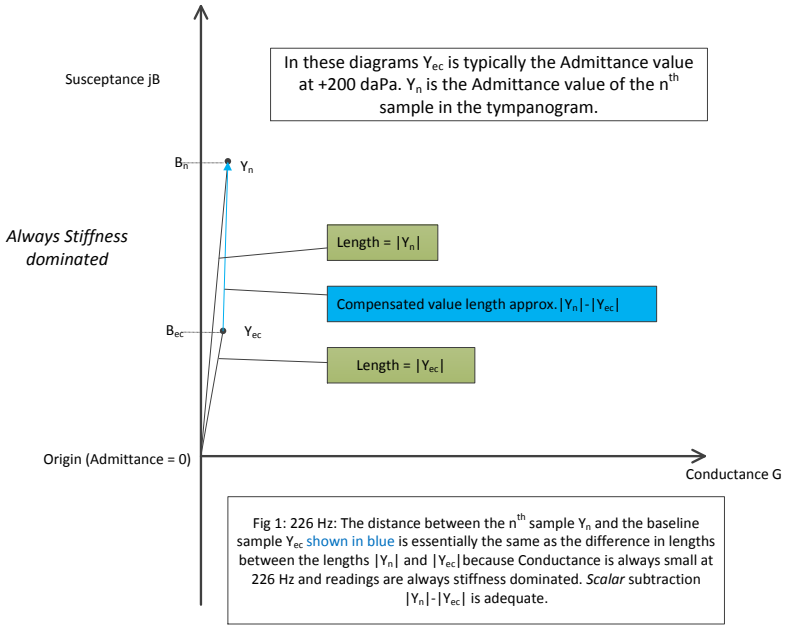 Susceptance jB
In these diagrams Yec is typically the Admittance value
at +200 daPa. Yn is the Admittance value of the nth
sample in the tympanogram.
Bn
Yn
Always Stiffness
dominated
Length = |Yn|
Compensated value length approx.|Yn|-|Yec|
Bec
Yec
Length = |Yec|
Origin (Admittance = 0)
Conductance G
Fig 1: 226 Hz: The distance between the nth sample Yn and the baseline
sample Yec shown in blue is essentially the same as the difference in lengths
between the lengths |Yn| and |Yec|because Conductance is always small at
226 Hz and readings are always stiffness dominated. Scalar subtraction
|Yn|-|Yec| is adequate.